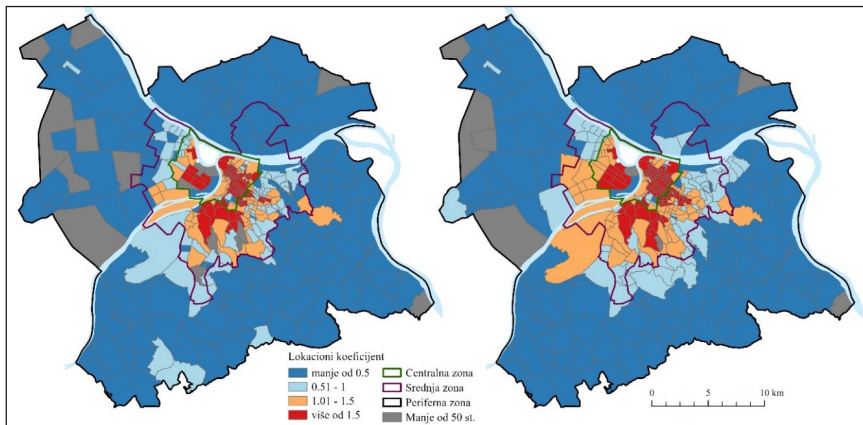 Lokacioni koeficijent
manje od 0.5
0.51 - 1
1.01 - 1.5
više od 1.5
Centralna zona
Srednja zona
Periferna zona
Manje od 50 st.
0 5 10 km